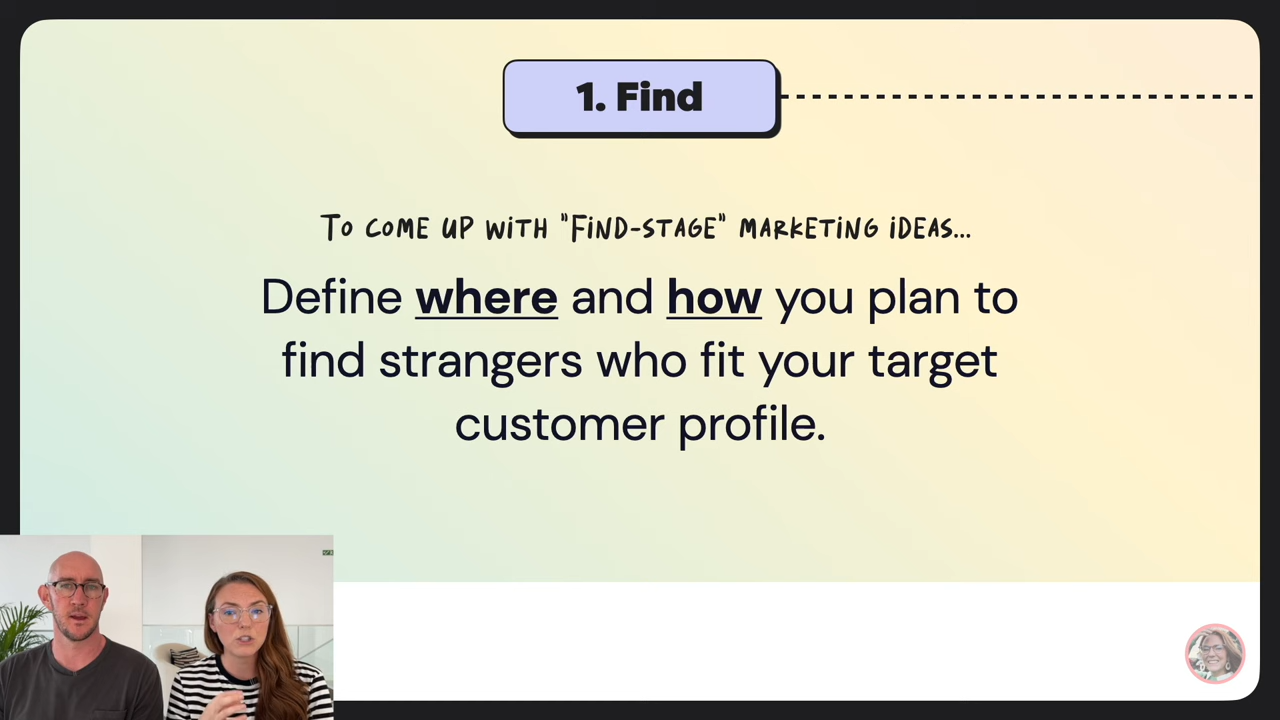 1. Find
To come up with "Find-stage" marketing ideas...
Define where and how you plan to
find strangers who fit your target
customer profile.